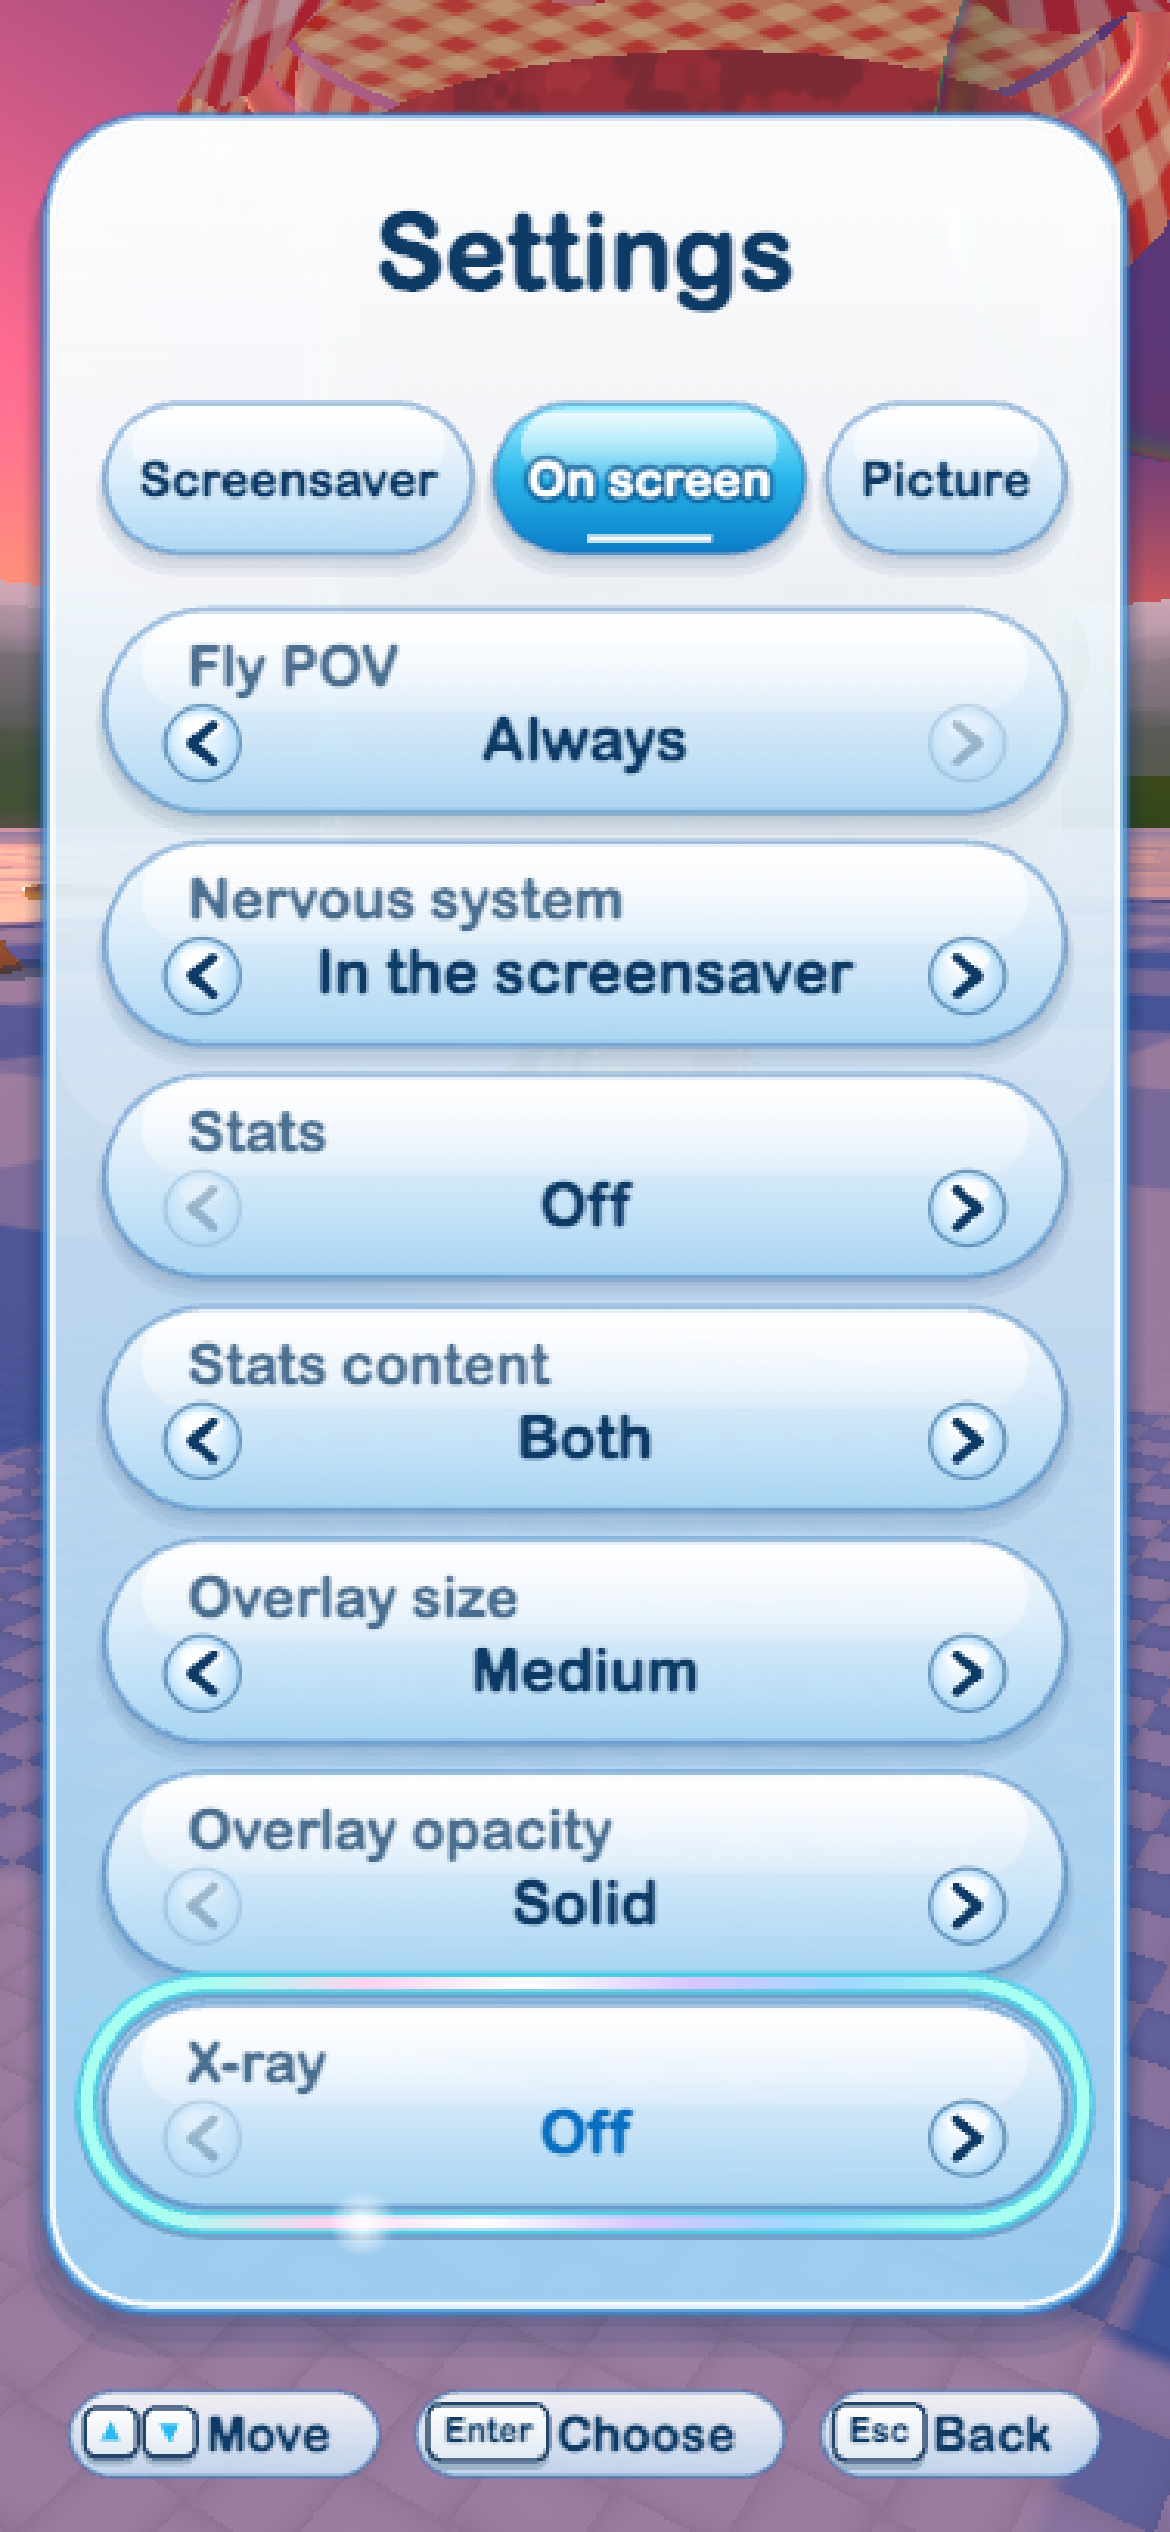 Settings
Screensaver On screen Picture
Fly POV
Always
Nervous system
In the screensaver
Stats
Off
Stats content
Both
Overlay size
Medium
Overlay opacity
Solid
X-ray
Off
Move Enter Choose Esc Back